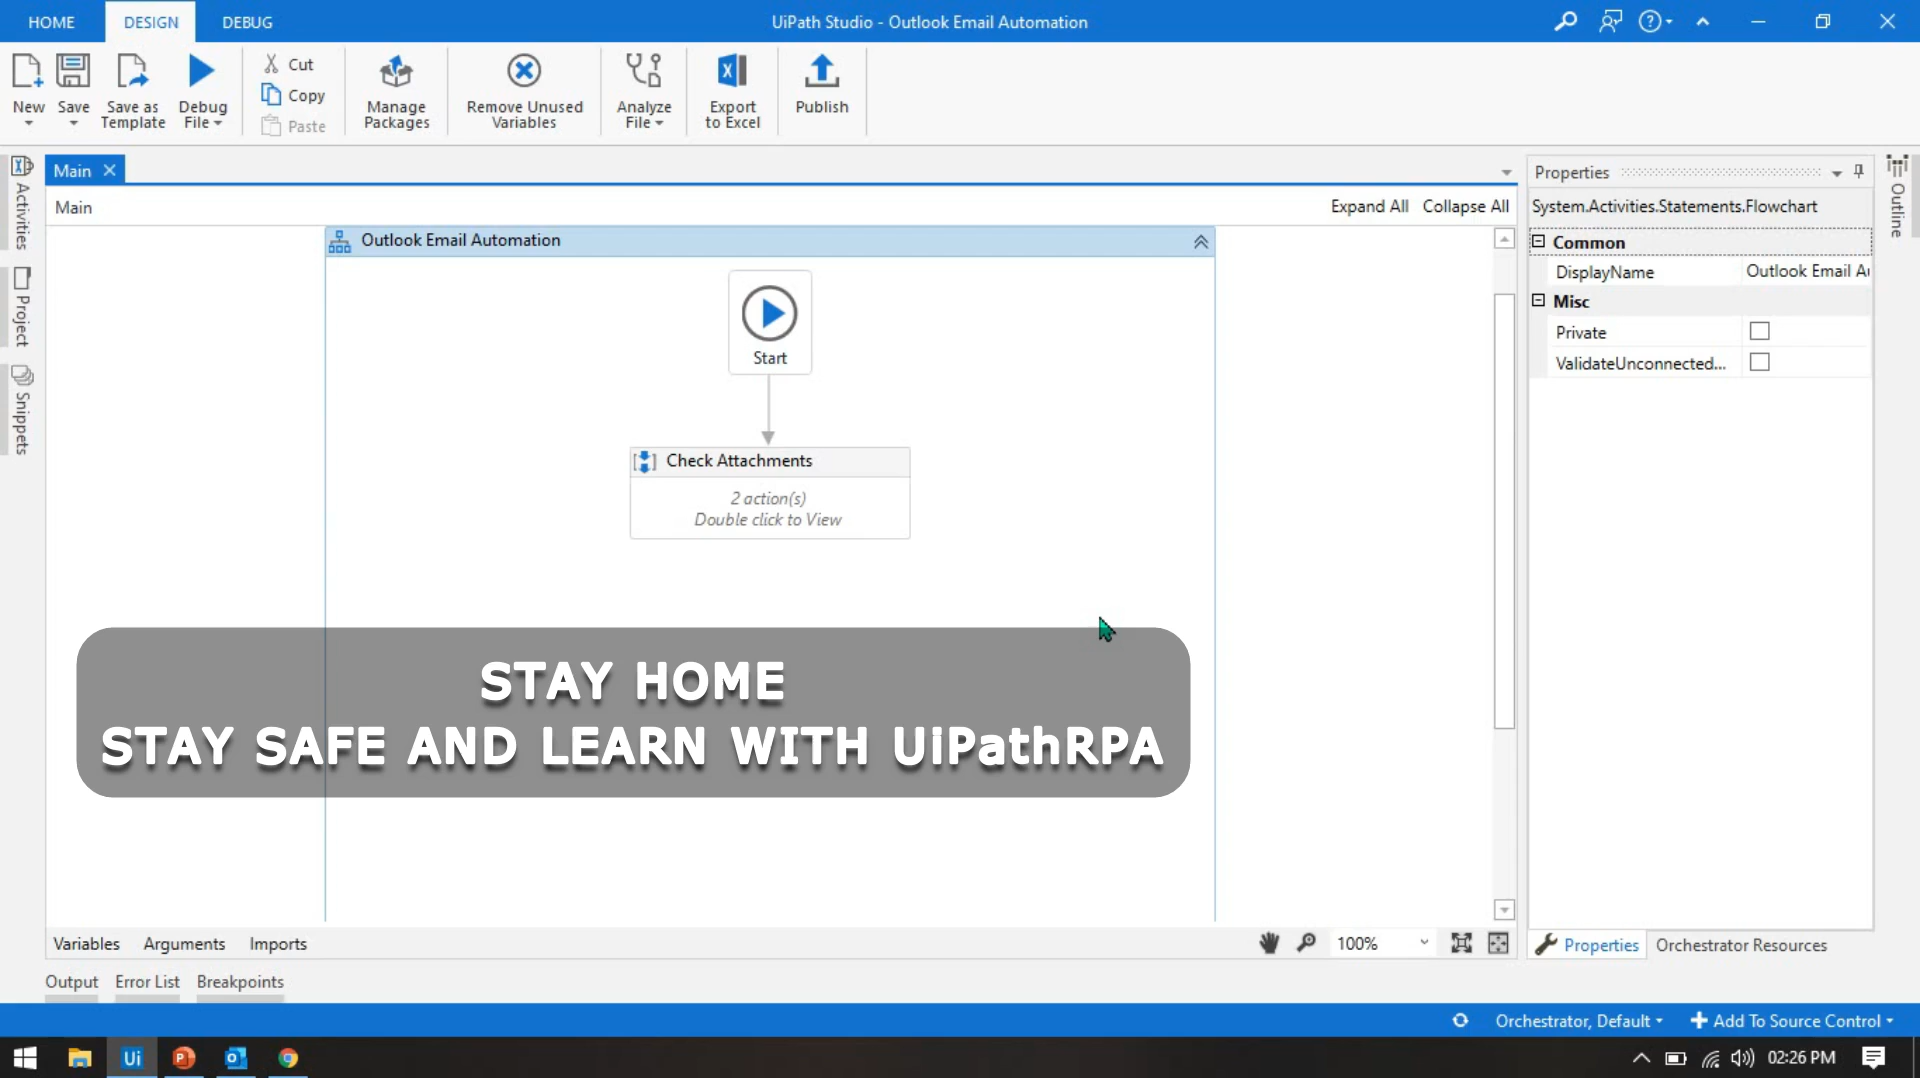 HOME DESIGN DEBUG UiPath Studio - Outlook Email Automation
New Save Save as Template Debug File Cut Copy Paste Manage Packages Remove Unused Variables Analyze File Export to Excel Publish
Main
Main Expand All Collapse All
Activities
Project
Snippets
Outlook Email Automation
Start
Check Attachments
2 action(s)
Double click to View
STAY HOME
STAY SAFE AND LEARN WITH UiPathRPA
Properties
System.Activities.Statements.Flowchart
Common
DisplayName Outlook Email Au
Misc
Private
ValidateUnconnected...
Outline
Variables Arguments Imports 100%
Properties Orchestrator Resources
Output Error List Breakpoints
Orchestrator, Default Add To Source Control
Ui 02:26 PM